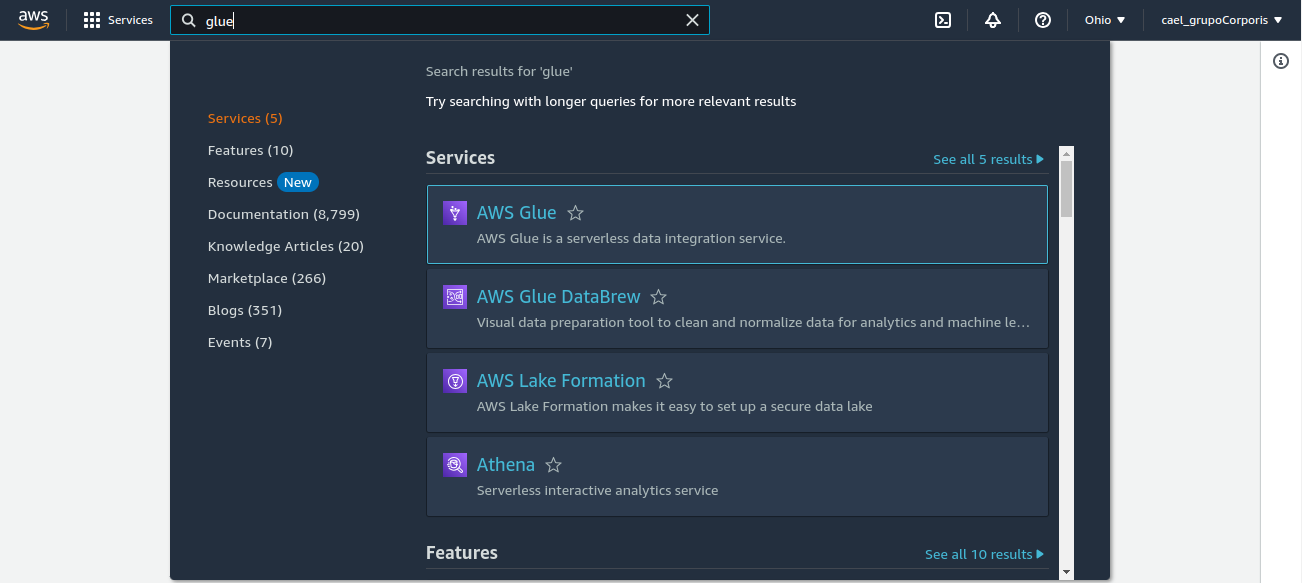 aws
Services
glue
Ohio
cael_grupoCorporis
Search results for 'glue'
Try searching with longer queries for more relevant results
Services (5)
Features (10)
Resources New
Documentation (8,799)
Knowledge Articles (20)
Marketplace (266)
Blogs (351)
Events (7)
Services
See all 5 results
AWS Glue
AWS Glue is a serverless data integration service.
AWS Glue DataBrew
Visual data preparation tool to clean and normalize data for analytics and machine le…
AWS Lake Formation
AWS Lake Formation makes it easy to set up a secure data lake
Athena
Serverless interactive analytics service
Features
See all 10 results